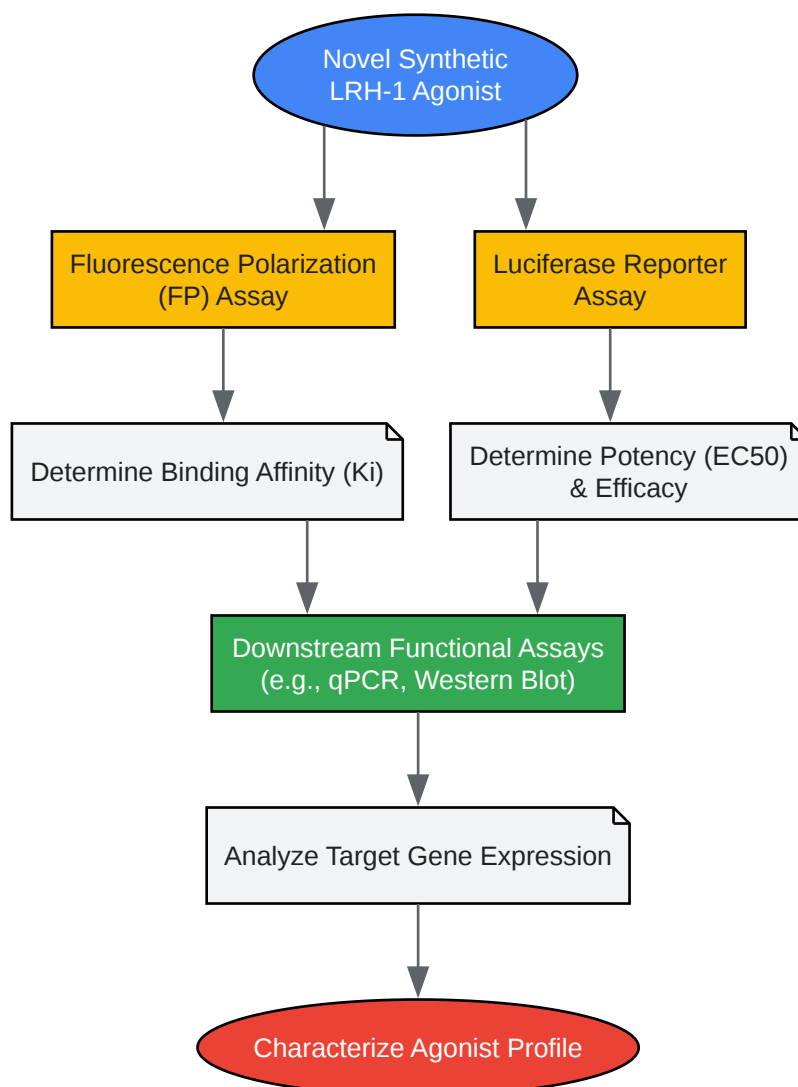 Novel Synthetic
LRH-1 Agonist
Fluorescence Polarization
(FP) Assay
Luciferase Reporter
Assay
Determine Binding Affinity (Ki)
Determine Potency (EC50)
& Efficacy
Downstream Functional Assays
(e.g., qPCR, Western Blot)
Analyze Target Gene Expression
Characterize Agonist Profile